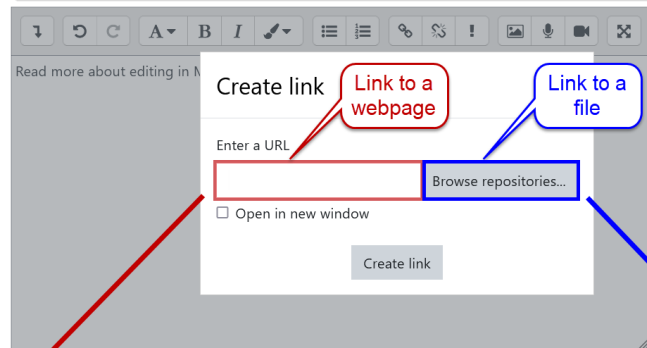 A B I
Read more about editing in M
Create link
Link to a
webpage
Link to a
file
Enter a URL
Browse repositories...
Open in new window
Create link